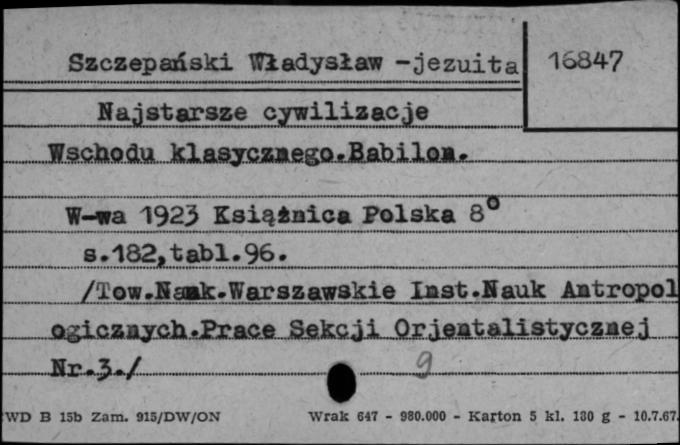 Szczepański Władysław -jezuita
16847
Najstarsze cywilizacje
Wschodu klasycznego.Babilon.
W-wa 1923 Książnica Polska 8°
s.182,tabl.96.
/Tow.Nauk.Warszawskie Inst.Nauk Antropol
ogicznych.Prace Sekcji Orjentalistycznej
Nr.3./
9
WD B 15b Zam. 915/DW/ON Wrak 647 - 980.000 - Karton 5 kl. 180 g - 10.7.67.